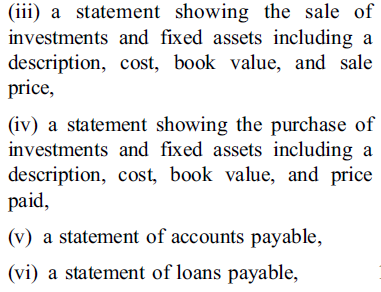 (iii) a statement showing the sale of
investments and fixed assets including a
description, cost, book value, and sale
price,
(iv) a statement showing the purchase of
investments and fixed assets including a
description, cost, book value, and price
paid,
(v) a statement of accounts payable,
(vi) a statement of loans payable,